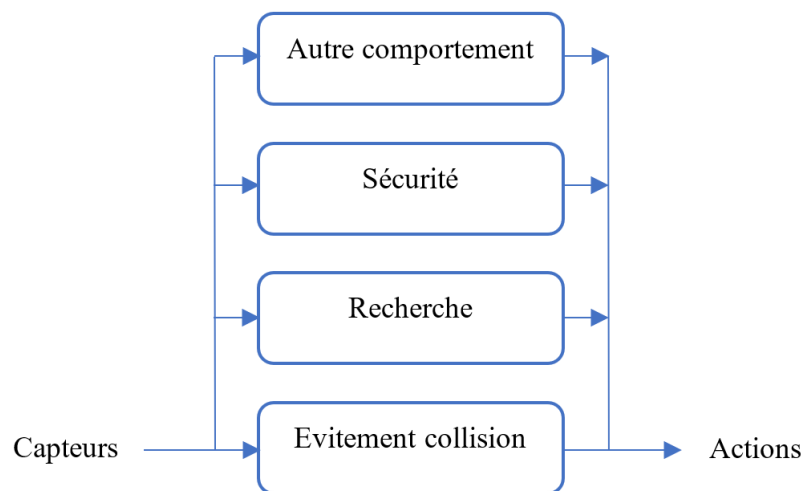 Autre comportement
Sécurité
Recherche
Evitement collision
Capteurs
Actions